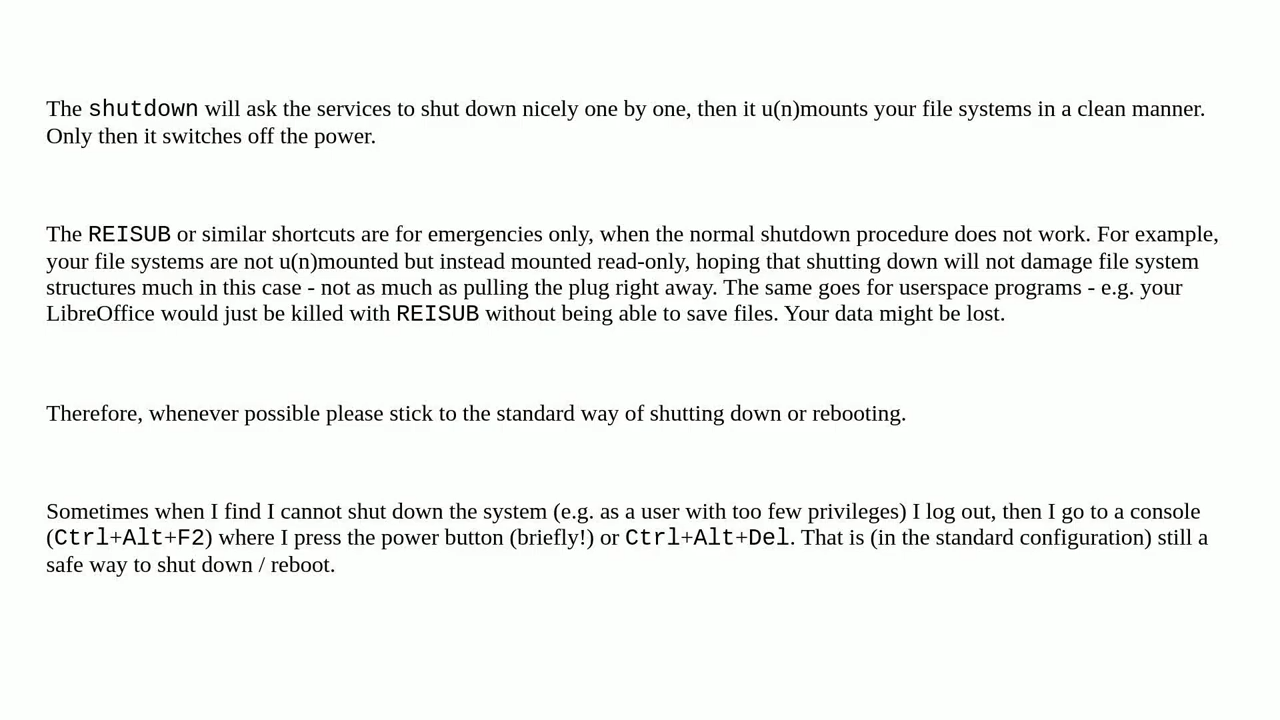 The shutdown will ask the services to shut down nicely one by one, then it u(n)mounts your file systems in a clean manner.
Only then it switches off the power.
The REISUB or similar shortcuts are for emergencies only, when the normal shutdown procedure does not work. For example,
your file systems are not u(n)mounted but instead mounted read-only, hoping that shutting down will not damage file system
structures much in this case - not as much as pulling the plug right away. The same goes for userspace programs - e.g. your
LibreOffice would just be killed with REISUB without being able to save files. Your data might be lost.
Therefore, whenever possible please stick to the standard way of shutting down or rebooting.
Sometimes when I find I cannot shut down the system (e.g. as a user with too few privileges) I log out, then I go to a console
(Ctrl+Alt+F2) where I press the power button (briefly!) or Ctrl+Alt+Del. That is (in the standard configuration) still a
safe way to shut down / reboot.